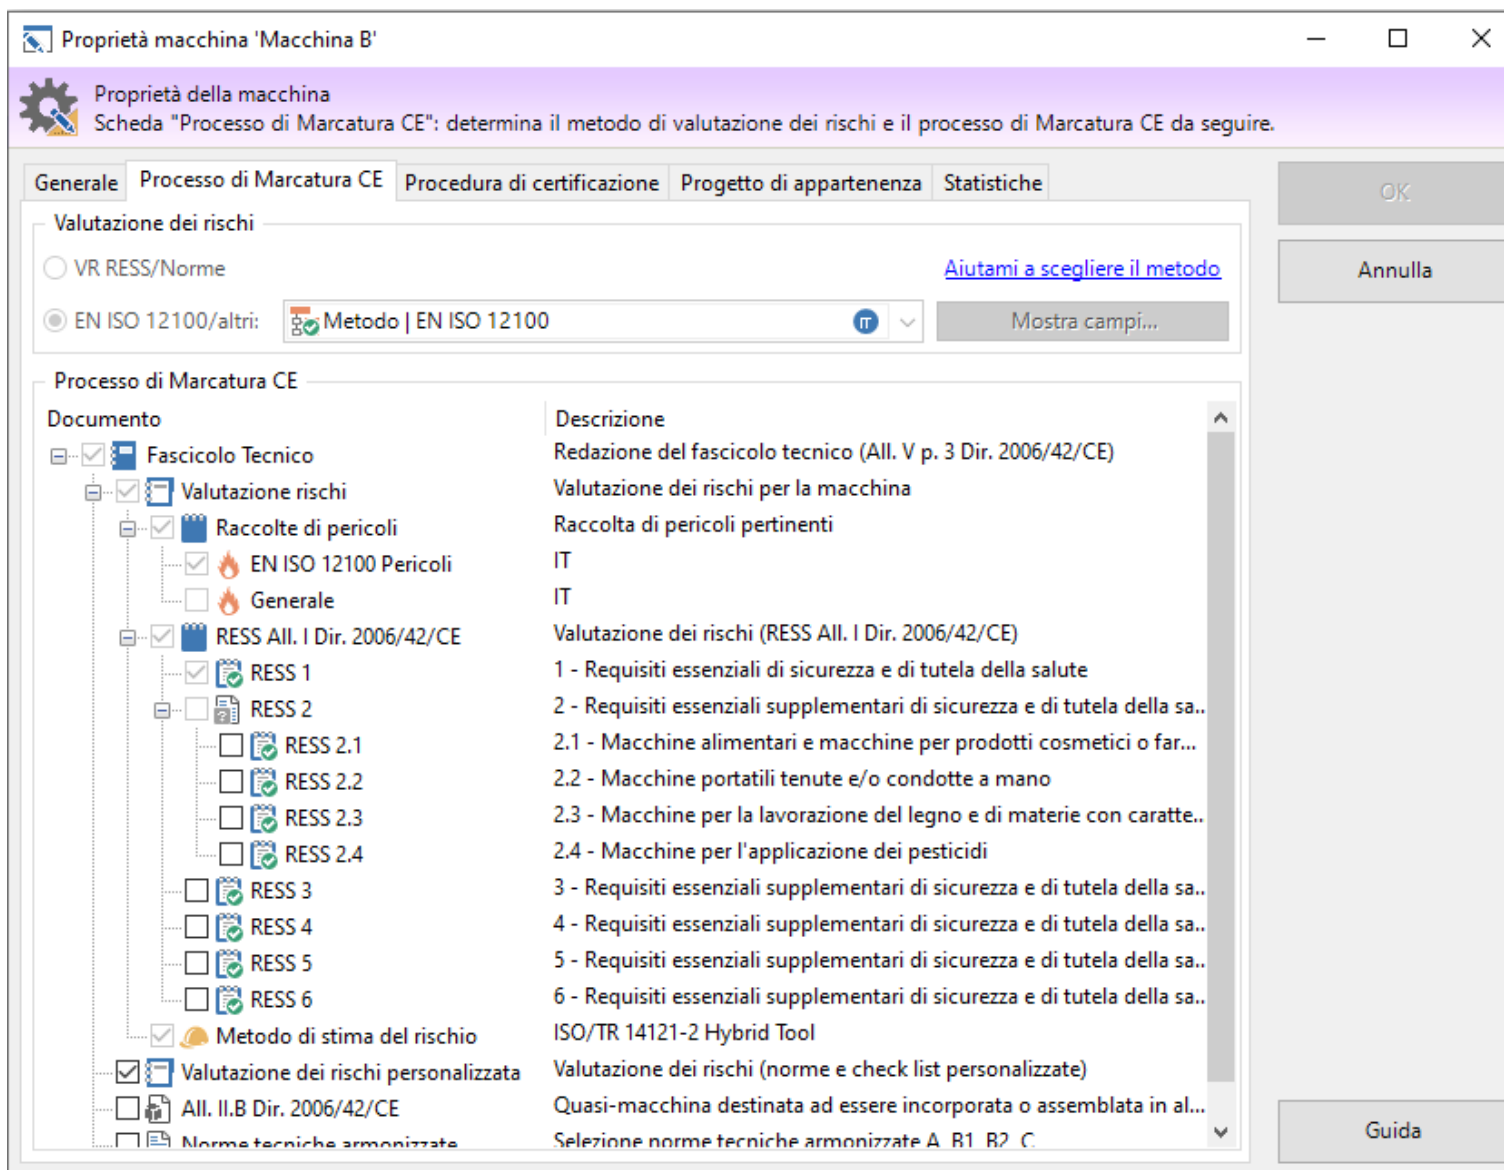 Proprietà macchina 'Macchina B'
Proprietà della macchina
Scheda "Processo di Marcatura CE": determina il metodo di valutazione dei rischi e il processo di Marcatura CE da seguire.
Generale Processo di Marcatura CE Procedura di certificazione Progetto di appartenenza Statistiche
OK
Annulla
Valutazione dei rischi
VR RESS/Norme Aiutami a scegliere il metodo
EN ISO 12100/altri: Metodo | EN ISO 12100 IT Mostra campi...
Processo di Marcatura CE
Documento Descrizione
Fascicolo Tecnico Redazione del fascicolo tecnico (All. V p. 3 Dir. 2006/42/CE)
Valutazione rischi Valutazione dei rischi per la macchina
Raccolte di pericoli Raccolta di pericoli pertinenti
EN ISO 12100 Pericoli IT
Generale IT
RESS All. I Dir. 2006/42/CE Valutazione dei rischi (RESS All. I Dir. 2006/42/CE)
RESS 1 1 - Requisiti essenziali di sicurezza e di tutela della salute
RESS 2 2 - Requisiti essenziali supplementari di sicurezza e di tutela della sa..
RESS 2.1 2.1 - Macchine alimentari e macchine per prodotti cosmetici o far...
RESS 2.2 2.2 - Macchine portatili tenute e/o condotte a mano
RESS 2.3 2.3 - Macchine per la lavorazione del legno e di materie con caratte..
RESS 2.4 2.4 - Macchine per l'applicazione dei pesticidi
RESS 3 3 - Requisiti essenziali supplementari di sicurezza e di tutela della sa..
RESS 4 4 - Requisiti essenziali supplementari di sicurezza e di tutela della sa..
RESS 5 5 - Requisiti essenziali supplementari di sicurezza e di tutela della sa..
RESS 6 6 - Requisiti essenziali supplementari di sicurezza e di tutela della sa..
Metodo di stima del rischio ISO/TR 14121-2 Hybrid Tool
Valutazione dei rischi personalizzata Valutazione dei rischi (norme e check list personalizzate)
All. II.B Dir. 2006/42/CE Quasi-macchina destinata ad essere incorporata o assemblata in al...
Norme tecniche armonizzate Selezione norme tecniche armonizzate A, B1, B2, C
Guida